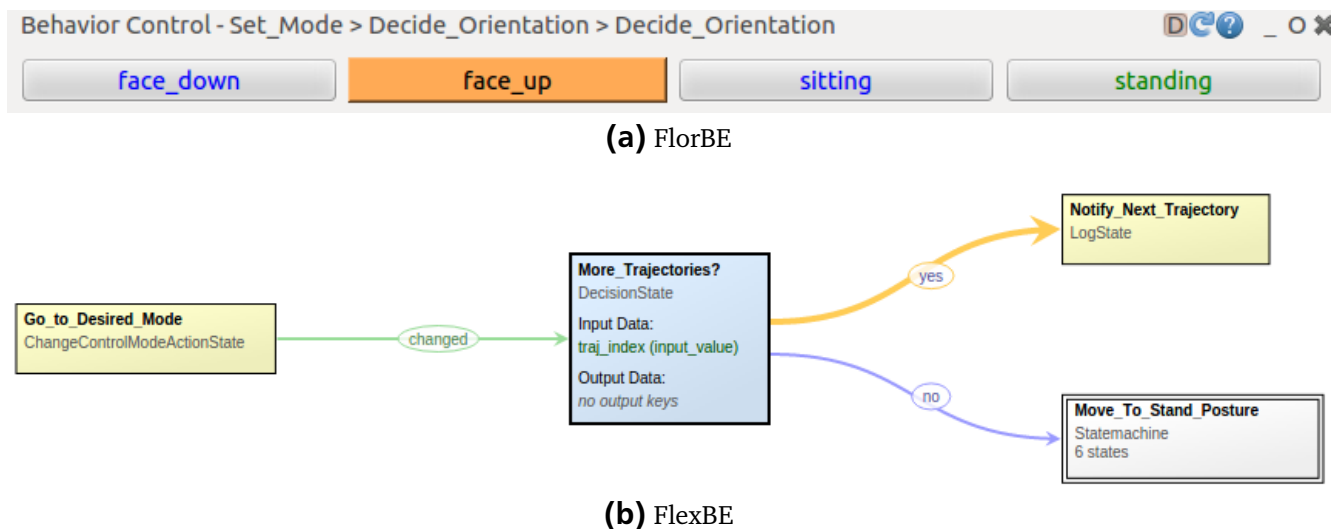 Behavior Control - Set_Mode > Decide_Orientation > Decide_Orientation D ? _ O ✖
face_down face_up sitting standing
(a) FlorBE
Notify_Next_Trajectory
LogState
More_Trajectories?
DecisionState
Input Data:
traj_index (input_value)
Output Data:
no output keys
yes
Go_to_Desired_Mode
ChangeControlModeActionState
changed
no
Move_To_Stand_Posture
Statemachine
6 states
(b) FlexBE